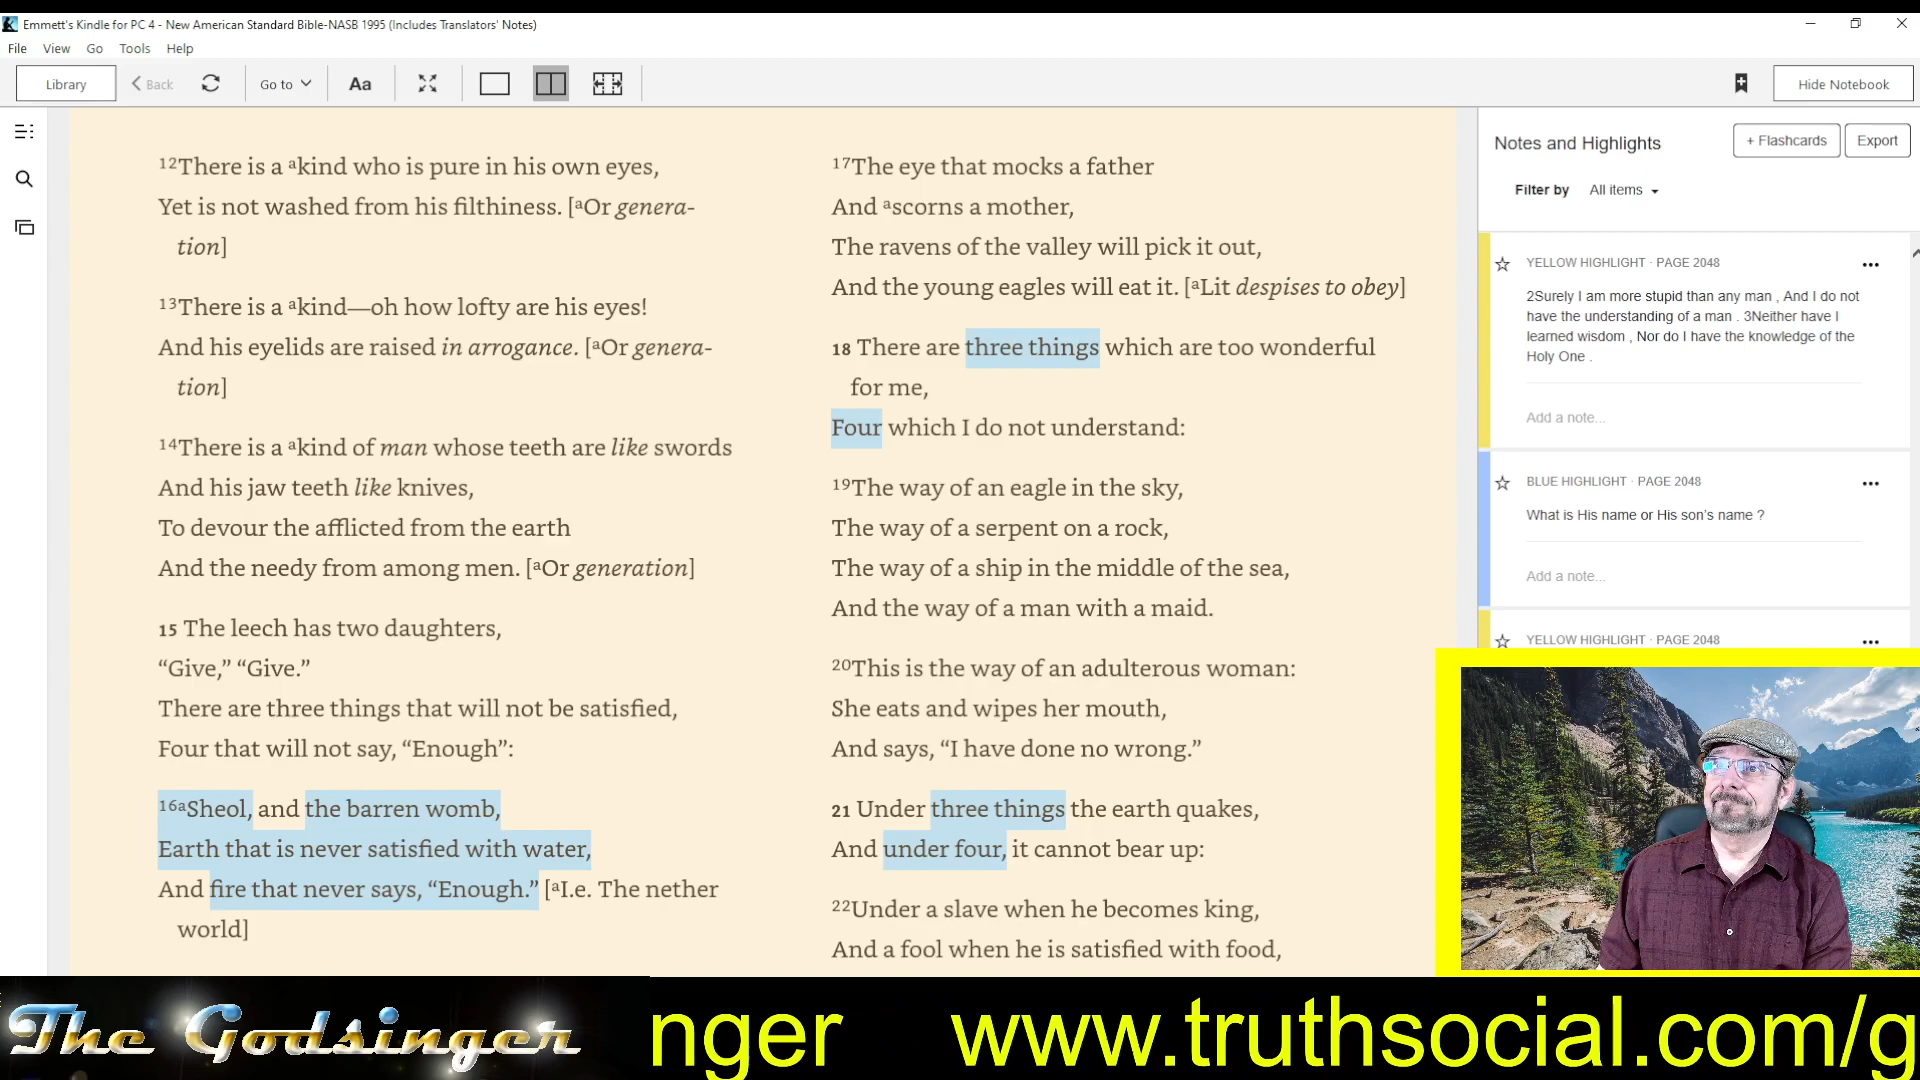 Emmett's Kindle for PC 4 - New American Standard Bible-NASB 1995 (Includes Translators' Notes)
File View Go Tools Help
Library Back Go to Aa Hide Notebook
12There is a akind who is pure in his own eyes,
Yet is not washed from his filthiness. [aOr genera-
tion]
13There is a akind—oh how lofty are his eyes!
And his eyelids are raised in arrogance. [aOr genera-
tion]
14There is a akind of man whose teeth are like swords
And his jaw teeth like knives,
To devour the afflicted from the earth
And the needy from among men. [aOr generation]
15 The leech has two daughters,
“Give,” “Give.”
There are three things that will not be satisfied,
Four that will not say, “Enough”:
16aSheol, and the barren womb,
Earth that is never satisfied with water,
And fire that never says, “Enough.” [aI.e. The nether
world]
17The eye that mocks a father
And ascorns a mother,
The ravens of the valley will pick it out,
And the young eagles will eat it. [aLit despises to obey]
18 There are three things which are too wonderful
for me,
Four which I do not understand:
19The way of an eagle in the sky,
The way of a serpent on a rock,
The way of a ship in the middle of the sea,
And the way of a man with a maid.
20This is the way of an adulterous woman:
She eats and wipes her mouth,
And says, “I have done no wrong.”
21 Under three things the earth quakes,
And under four, it cannot bear up:
22Under a slave when he becomes king,
And a fool when he is satisfied with food,
Notes and Highlights + Flashcards Export
Filter by All items
YELLOW HIGHLIGHT · PAGE 2048
2Surely I am more stupid than any man , And I do not
have the understanding of a man . 3Neither have I
learned wisdom , Nor do I have the knowledge of the
Holy One .
Add a note...
BLUE HIGHLIGHT · PAGE 2048
What is His name or His son’s name ?
Add a note...
YELLOW HIGHLIGHT · PAGE 2048
The Godsinger nger www.truthsocial.com/g